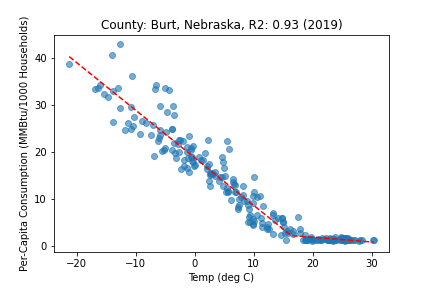 County: Burt, Nebraska, R2: 0.93 (2019)
Per-Capita Consumption (MMBtu/1000 Households)
40
30
20
10
0
−20 −10 0 10 20 30
Temp (deg C)